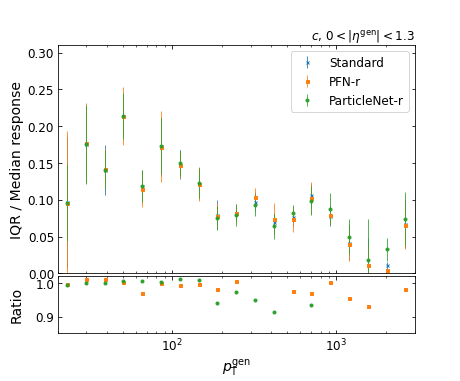 c, 0 < |η^gen| < 1.3
IQR / Median response
0.30
0.25
0.20
0.15
0.10
0.05
0.00
Standard
PFN-r
ParticleNet-r
Ratio
1.0
0.9
10^2
10^3
p_T^gen